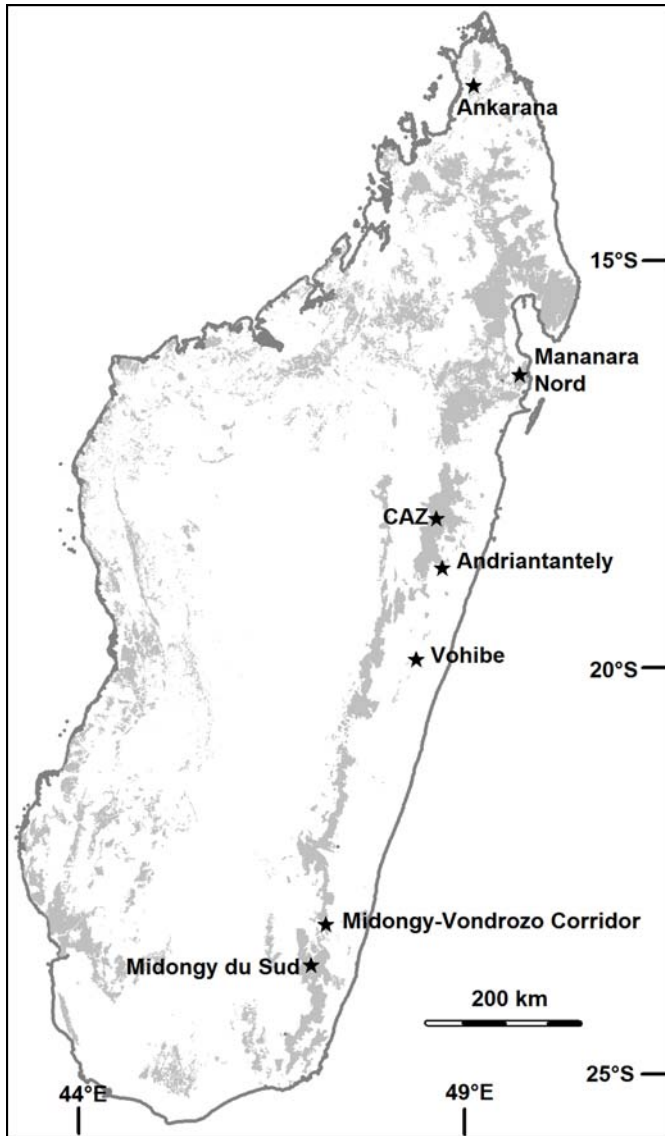 Ankarana
15°S
Mananara
Nord
CAZ
Andriantantely
Vohibe
20°S
Midongy-Vondrozo Corridor
Midongy du Sud
200 km
25°S
44°E
49°E